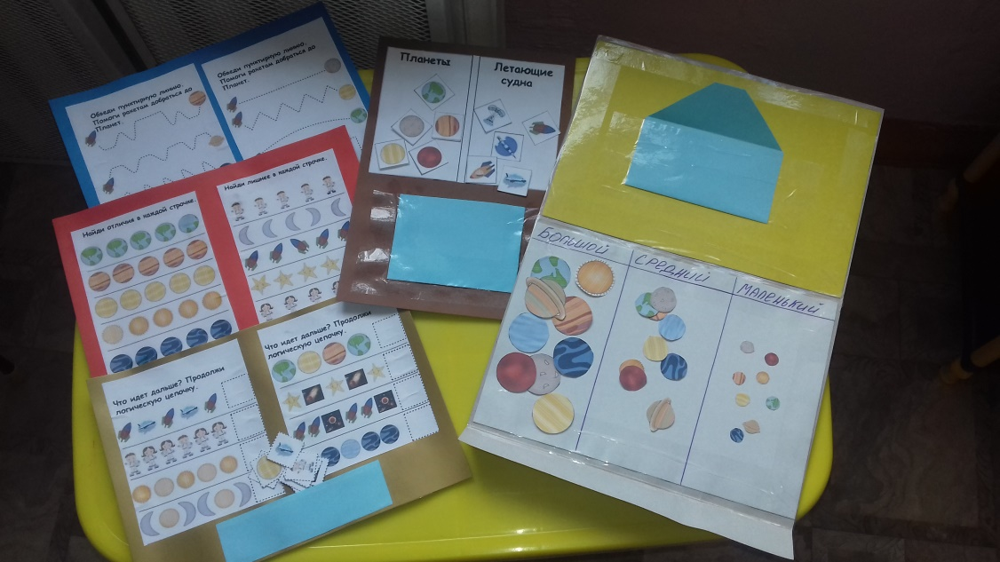 Обведи пунктирную линию.
Помоги ракетам добраться до
Планет.
Обведи пунктирную линию.
Помоги ракетам добраться до
Планет.
Планеты
Летающие
судна
Найди отличия в каждой строчке.
Найди лишнее в каждой строчке.
Что идет дальше? Продолжи
логическую цепочку.
Что идет дальше? Продолжи
логическую цепочку.
БОЛЬШОЙ
СРЕДНИЙ
МАЛЕНЬКИЙ